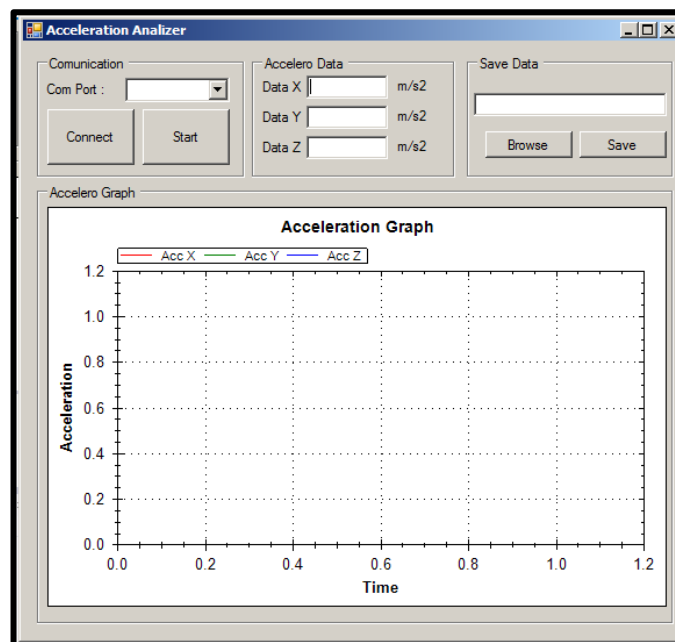 Acceleration Analizer
Comunication
Com Port :
Connect
Start
Accelero Data
Data X
m/s2
Data Y
m/s2
Data Z
m/s2
Save Data
Browse
Save
Accelero Graph
Acceleration Graph
Acc X
Acc Y
Acc Z
Acceleration
1.2
1.0
0.8
0.6
0.4
0.2
0.0
0.0 0.2 0.4 0.6 0.8 1.0 1.2
Time